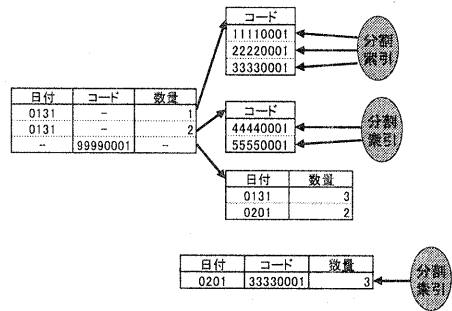 コード
11110001
22220001
33330001
分割
索引
日付 コード 数量
0131 - 1
0131 - 2
- 99990001 -
コード
44440001
55550001
分割
索引
日付 数量
0131 3
0201 2
日付 コード 数量
0201 33330001 3
分割
索引